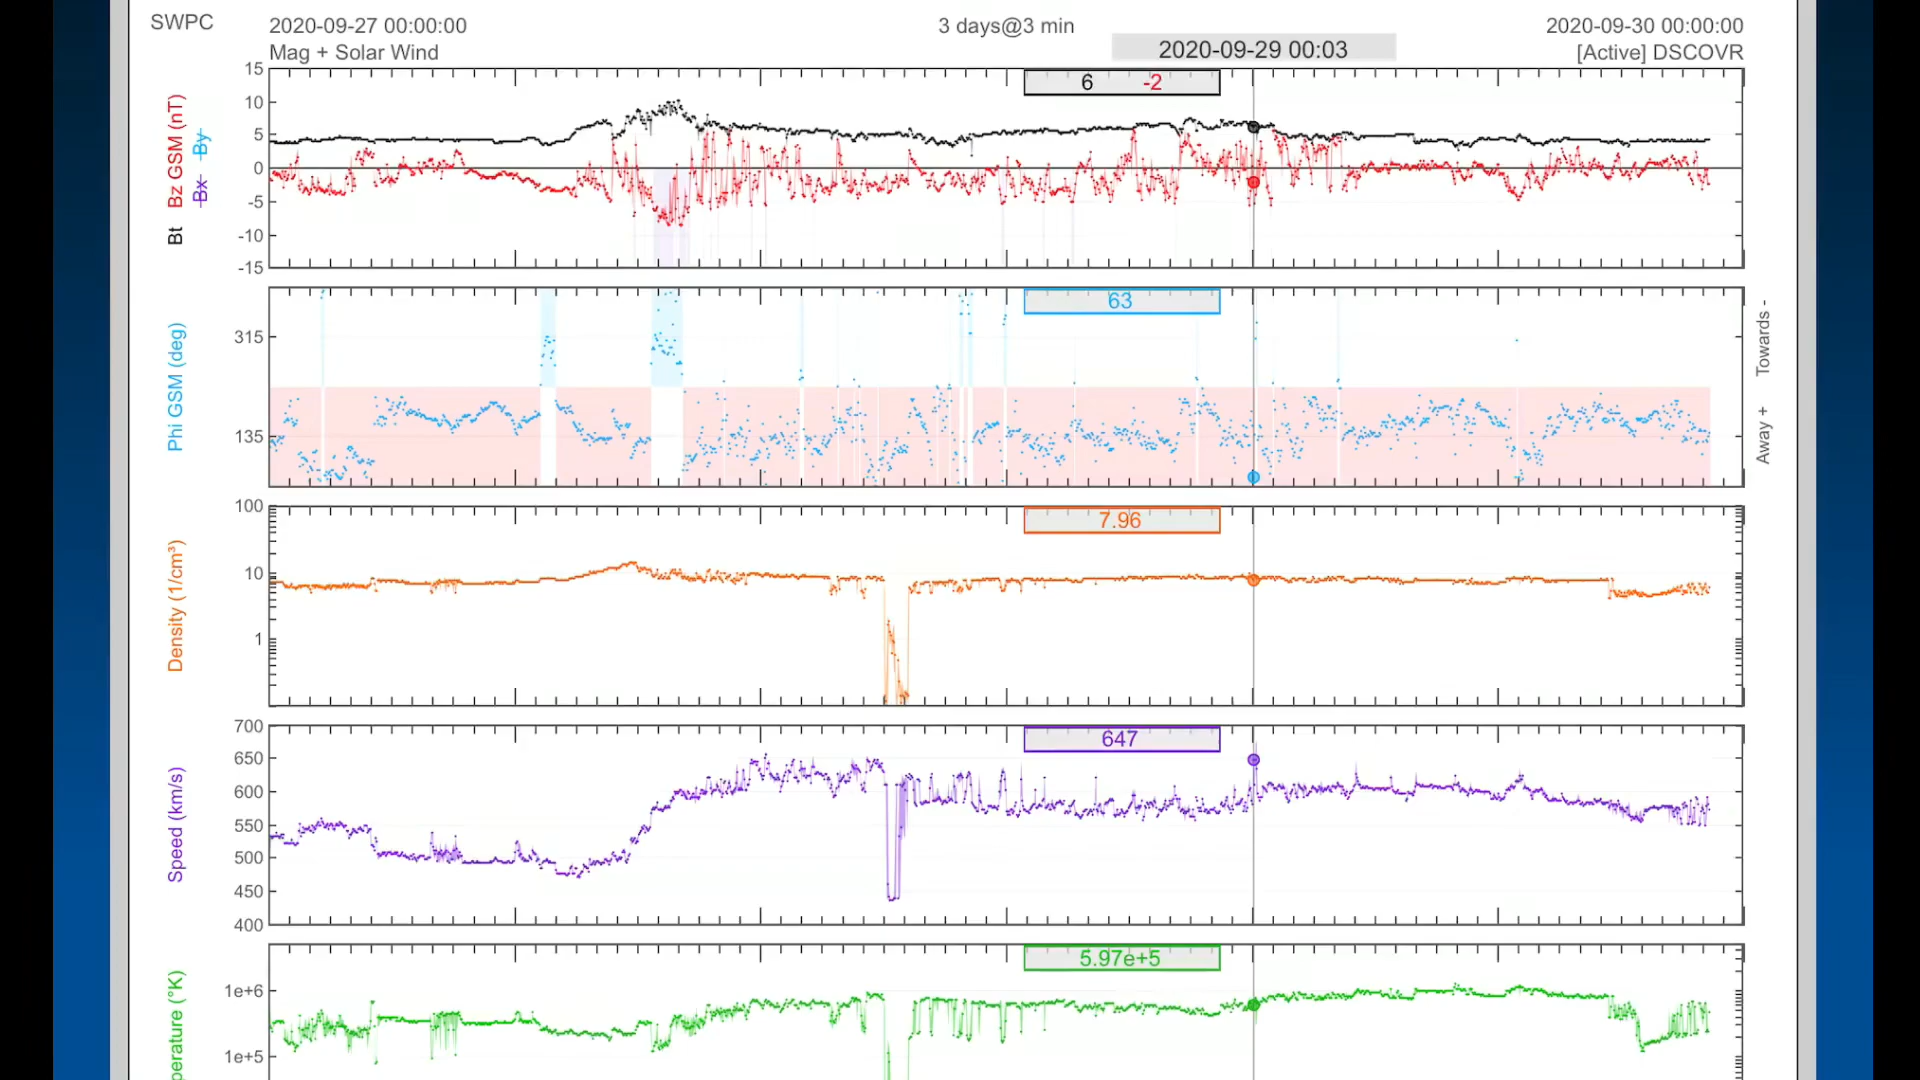 SWPC
2020-09-27 00:00:00
3 days@3 min
2020-09-30 00:00:00
Mag + Solar Wind
2020-09-29 00:03
[Active] DSCOVR
15
10
5
0
-5
-10
-15
Bt Bz GSM (nT)
Bx By
6 -2
315
135
Phi GSM (deg)
63
Away + Towards -
100
10
1
Density (1/cm³)
7.96
700
650
600
550
500
450
400
Speed (km/s)
647
1e+6
1e+5
perature (°K)
5.97e+5